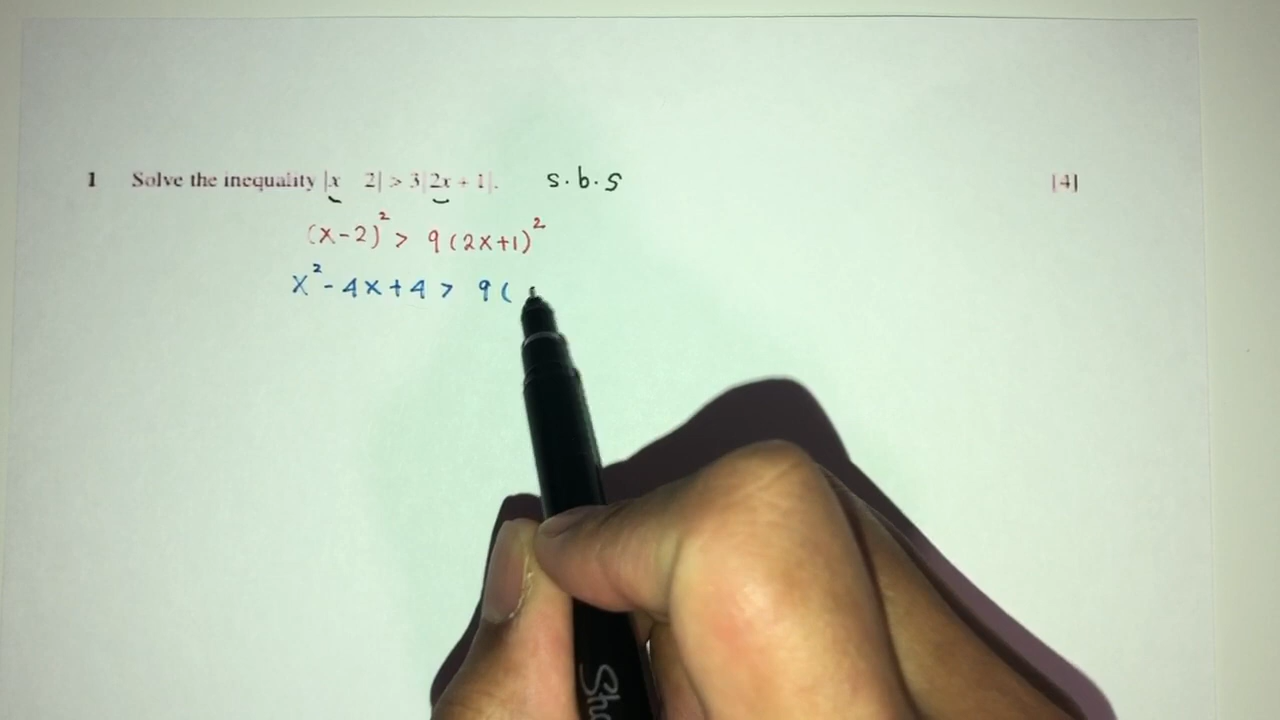 1 Solve the inequality |x 2| > 3|2x + 1|. s.b.s [4]
(x-2)² > 9(2x+1)²
x²-4x+4 > 9(